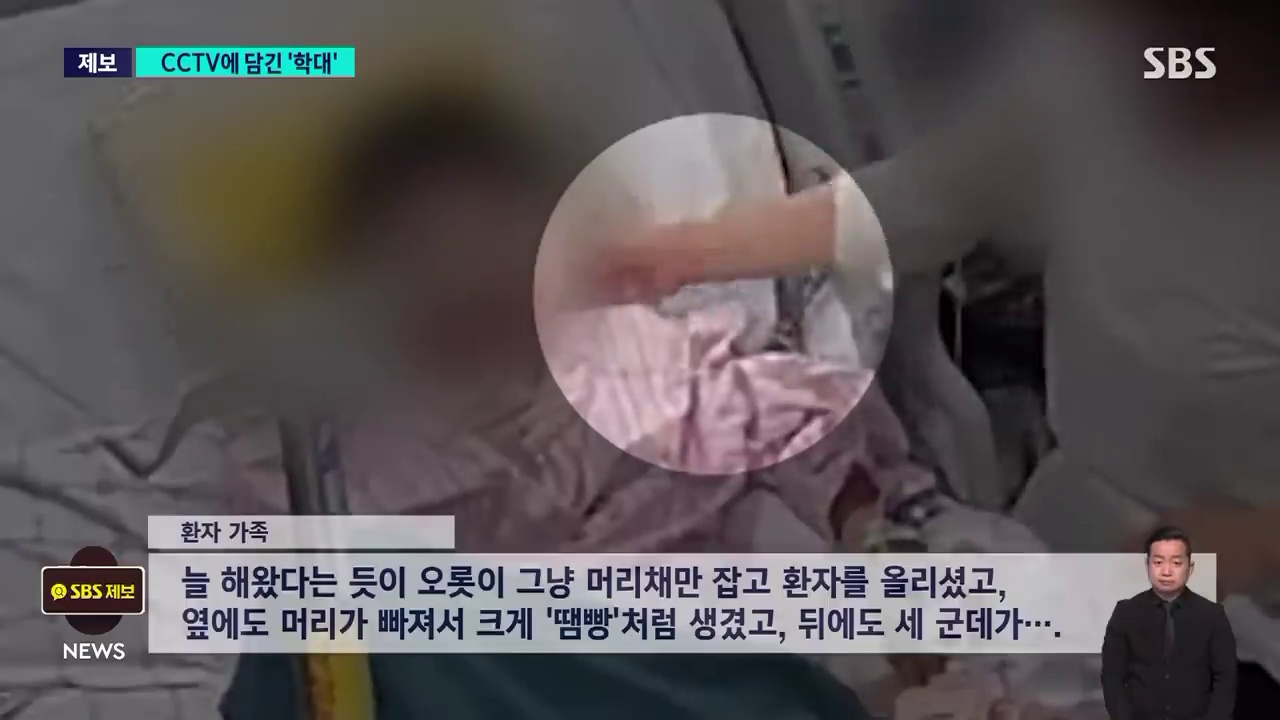 제보 CCTV에 담긴 '학대'
SBS
환자 가족
늘 해왔다는 듯이 오롯이 그냥 머리채만 잡고 환자를 올리셨고,
옆에도 머리가 빠져서 크게 '땜빵'처럼 생겼고, 뒤에도 세 군데가….
SBS 제보
NEWS